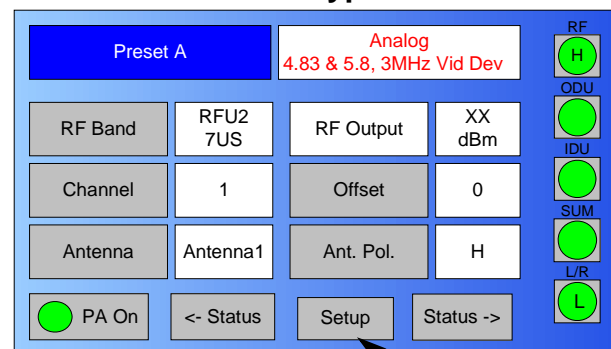 yp
Preset A
Analog
4.83 & 5.8, 3MHz Vid Dev
RF
H
ODU
RF Band
RFU2
7US
RF Output
XX
dBm
IDU
Channel
1
Offset
0
SUM
Antenna
Antenna1
Ant. Pol.
H
L/R
L
PA On
<- Status
Setup
Status ->